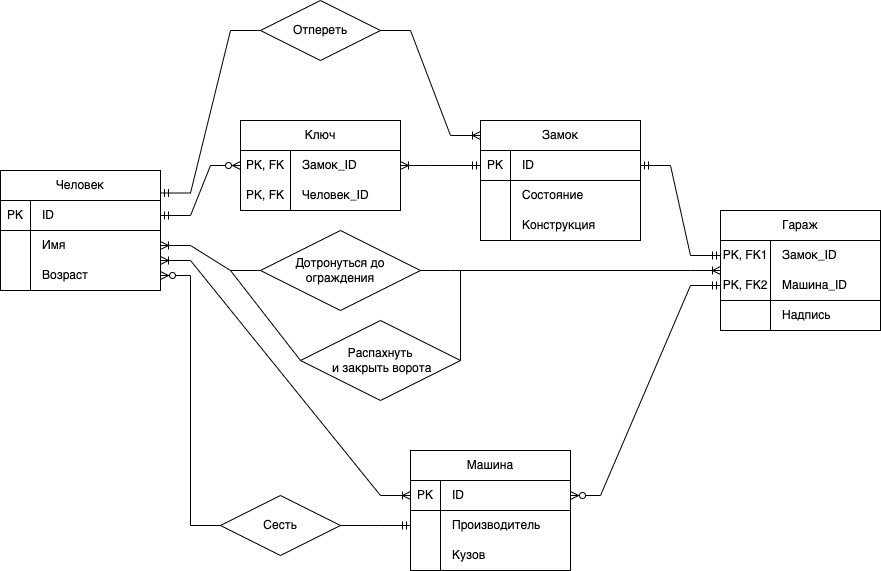 Отпереть
Ключ
PK, FK Замок_ID
PK, FK Человек_ID
Замок
PK ID
Состояние
Конструкция
Человек
PK ID
Имя
Возраст
Гараж
PK, FK1 Замок_ID
PK, FK2 Машина_ID
Надпись
Дотронуться до
ограждения
Распахнуть
и закрыть ворота
Машина
PK ID
Производитель
Кузов
Сесть